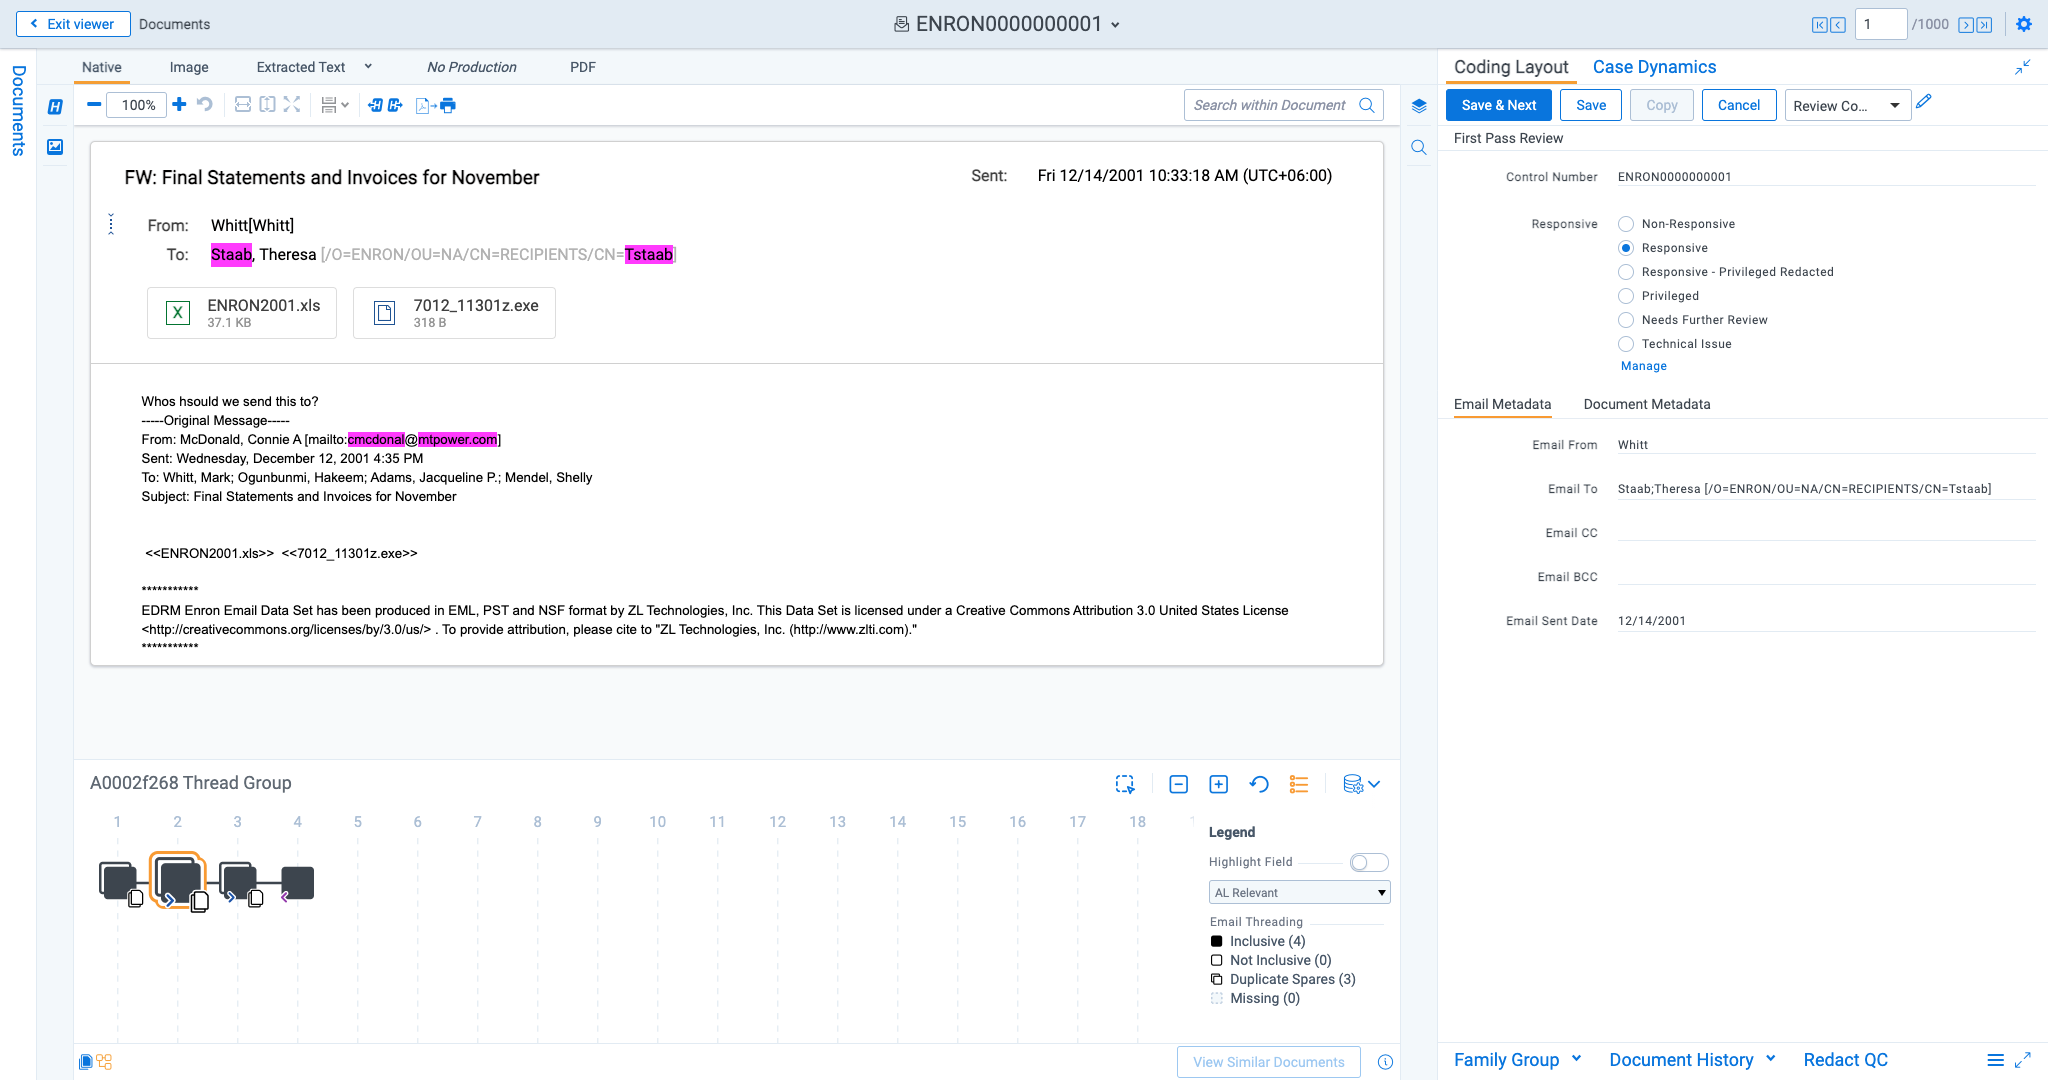 Exit viewer
Documents
ENRON0000000001
1
/1000
Documents
Native
Image
Extracted Text
No Production
PDF
100%
Search within Document
FW: Final Statements and Invoices for November
Sent: Fri 12/14/2001 10:33:18 AM (UTC+06:00)
From: Whitt[Whitt]
To: Staab, Theresa [/O=ENRON/OU=NA/CN=RECIPIENTS/CN=Tstaab]
ENRON2001.xls
37.1 KB
7012_11301z.exe
318 B
Whos hsould we send this to?
-----Original Message-----
From: McDonald, Connie A [mailto:cmcdonal@mtpower.com]
Sent: Wednesday, December 12, 2001 4:35 PM
To: Whitt, Mark; Ogunbunmi, Hakeem; Adams, Jacqueline P.; Mendel, Shelly
Subject: Final Statements and Invoices for November
<<ENRON2001.xls>> <<7012_11301z.exe>>
***********
EDRM Enron Email Data Set has been produced in EML, PST and NSF format by ZL Technologies, Inc. This Data Set is licensed under a Creative Commons Attribution 3.0 United States License
<http://creativecommons.org/licenses/by/3.0/us/> . To provide attribution, please cite to "ZL Technologies, Inc. (http://www.zlti.com)."
***********
A0002f268 Thread Group
1 2 3 4 5 6 7 8 9 10 11 12 13 14 15 16 17 18
Legend
Highlight Field
AL Relevant
Email Threading
Inclusive (4)
Not Inclusive (0)
Duplicate Spares (3)
Missing (0)
View Similar Documents
Coding Layout
Case Dynamics
Save & Next
Save
Copy
Cancel
Review Co...
First Pass Review
Control Number ENRON0000000001
Responsive
Non-Responsive
Responsive
Responsive - Privileged Redacted
Privileged
Needs Further Review
Technical Issue
Manage
Email Metadata
Document Metadata
Email From Whitt
Email To Staab;Theresa [/O=ENRON/OU=NA/CN=RECIPIENTS/CN=Tstaab]
Email CC
Email BCC
Email Sent Date 12/14/2001
Family Group
Document History
Redact QC